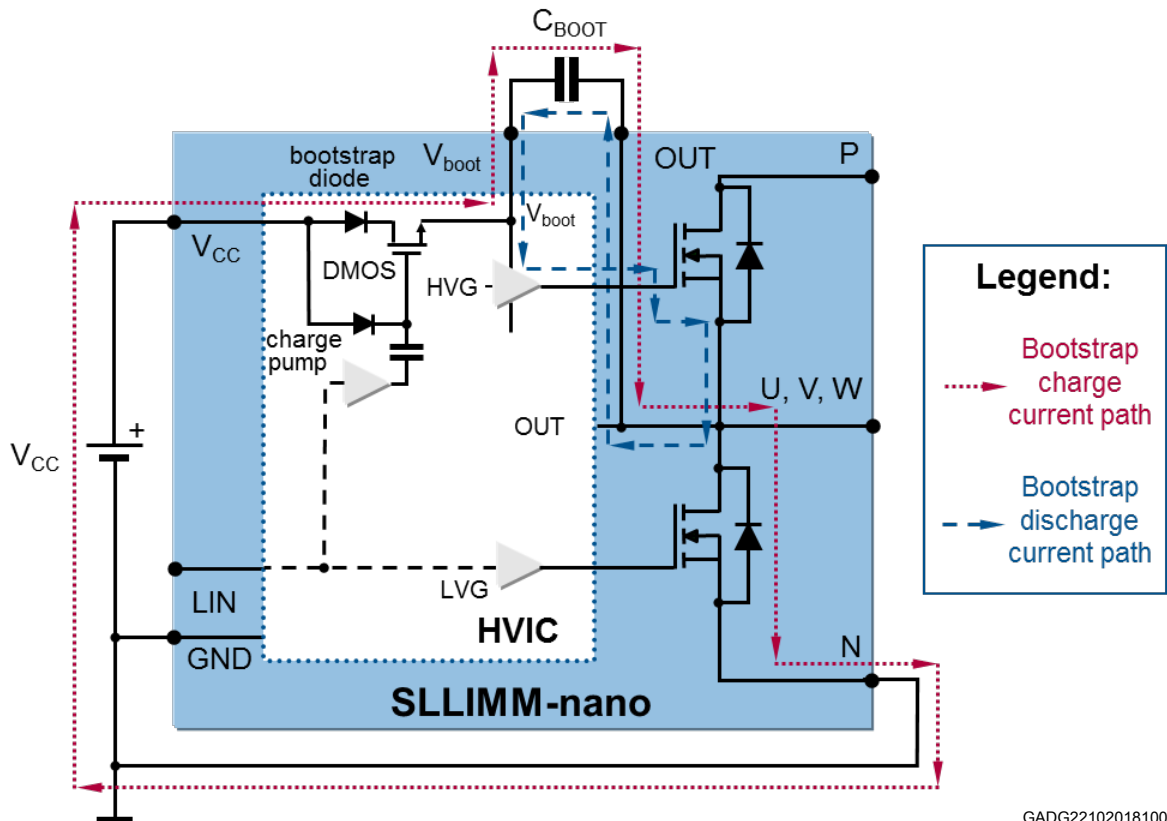 CBOOT
bootstrap
diode
Vboot
OUT
P
Vboot
VCC
DMOS
HVG
charge
pump
U, V, W
OUT
+
VCC
LVG
LIN
HVIC
GND
N
SLLIMM-nano
Legend:
Bootstrap
charge
current path
Bootstrap
discharge
current path
GADG22102018100